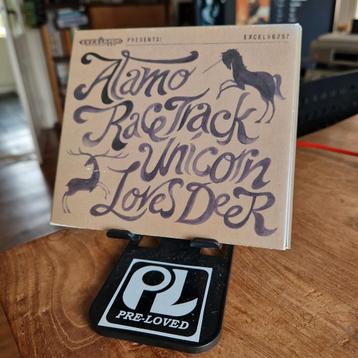 EXCELSIOR
PRESENTS:
EXCEL96257
Alamo
RaceTrack
Unicorn
Loves Deer
PL
PRE-LOVED